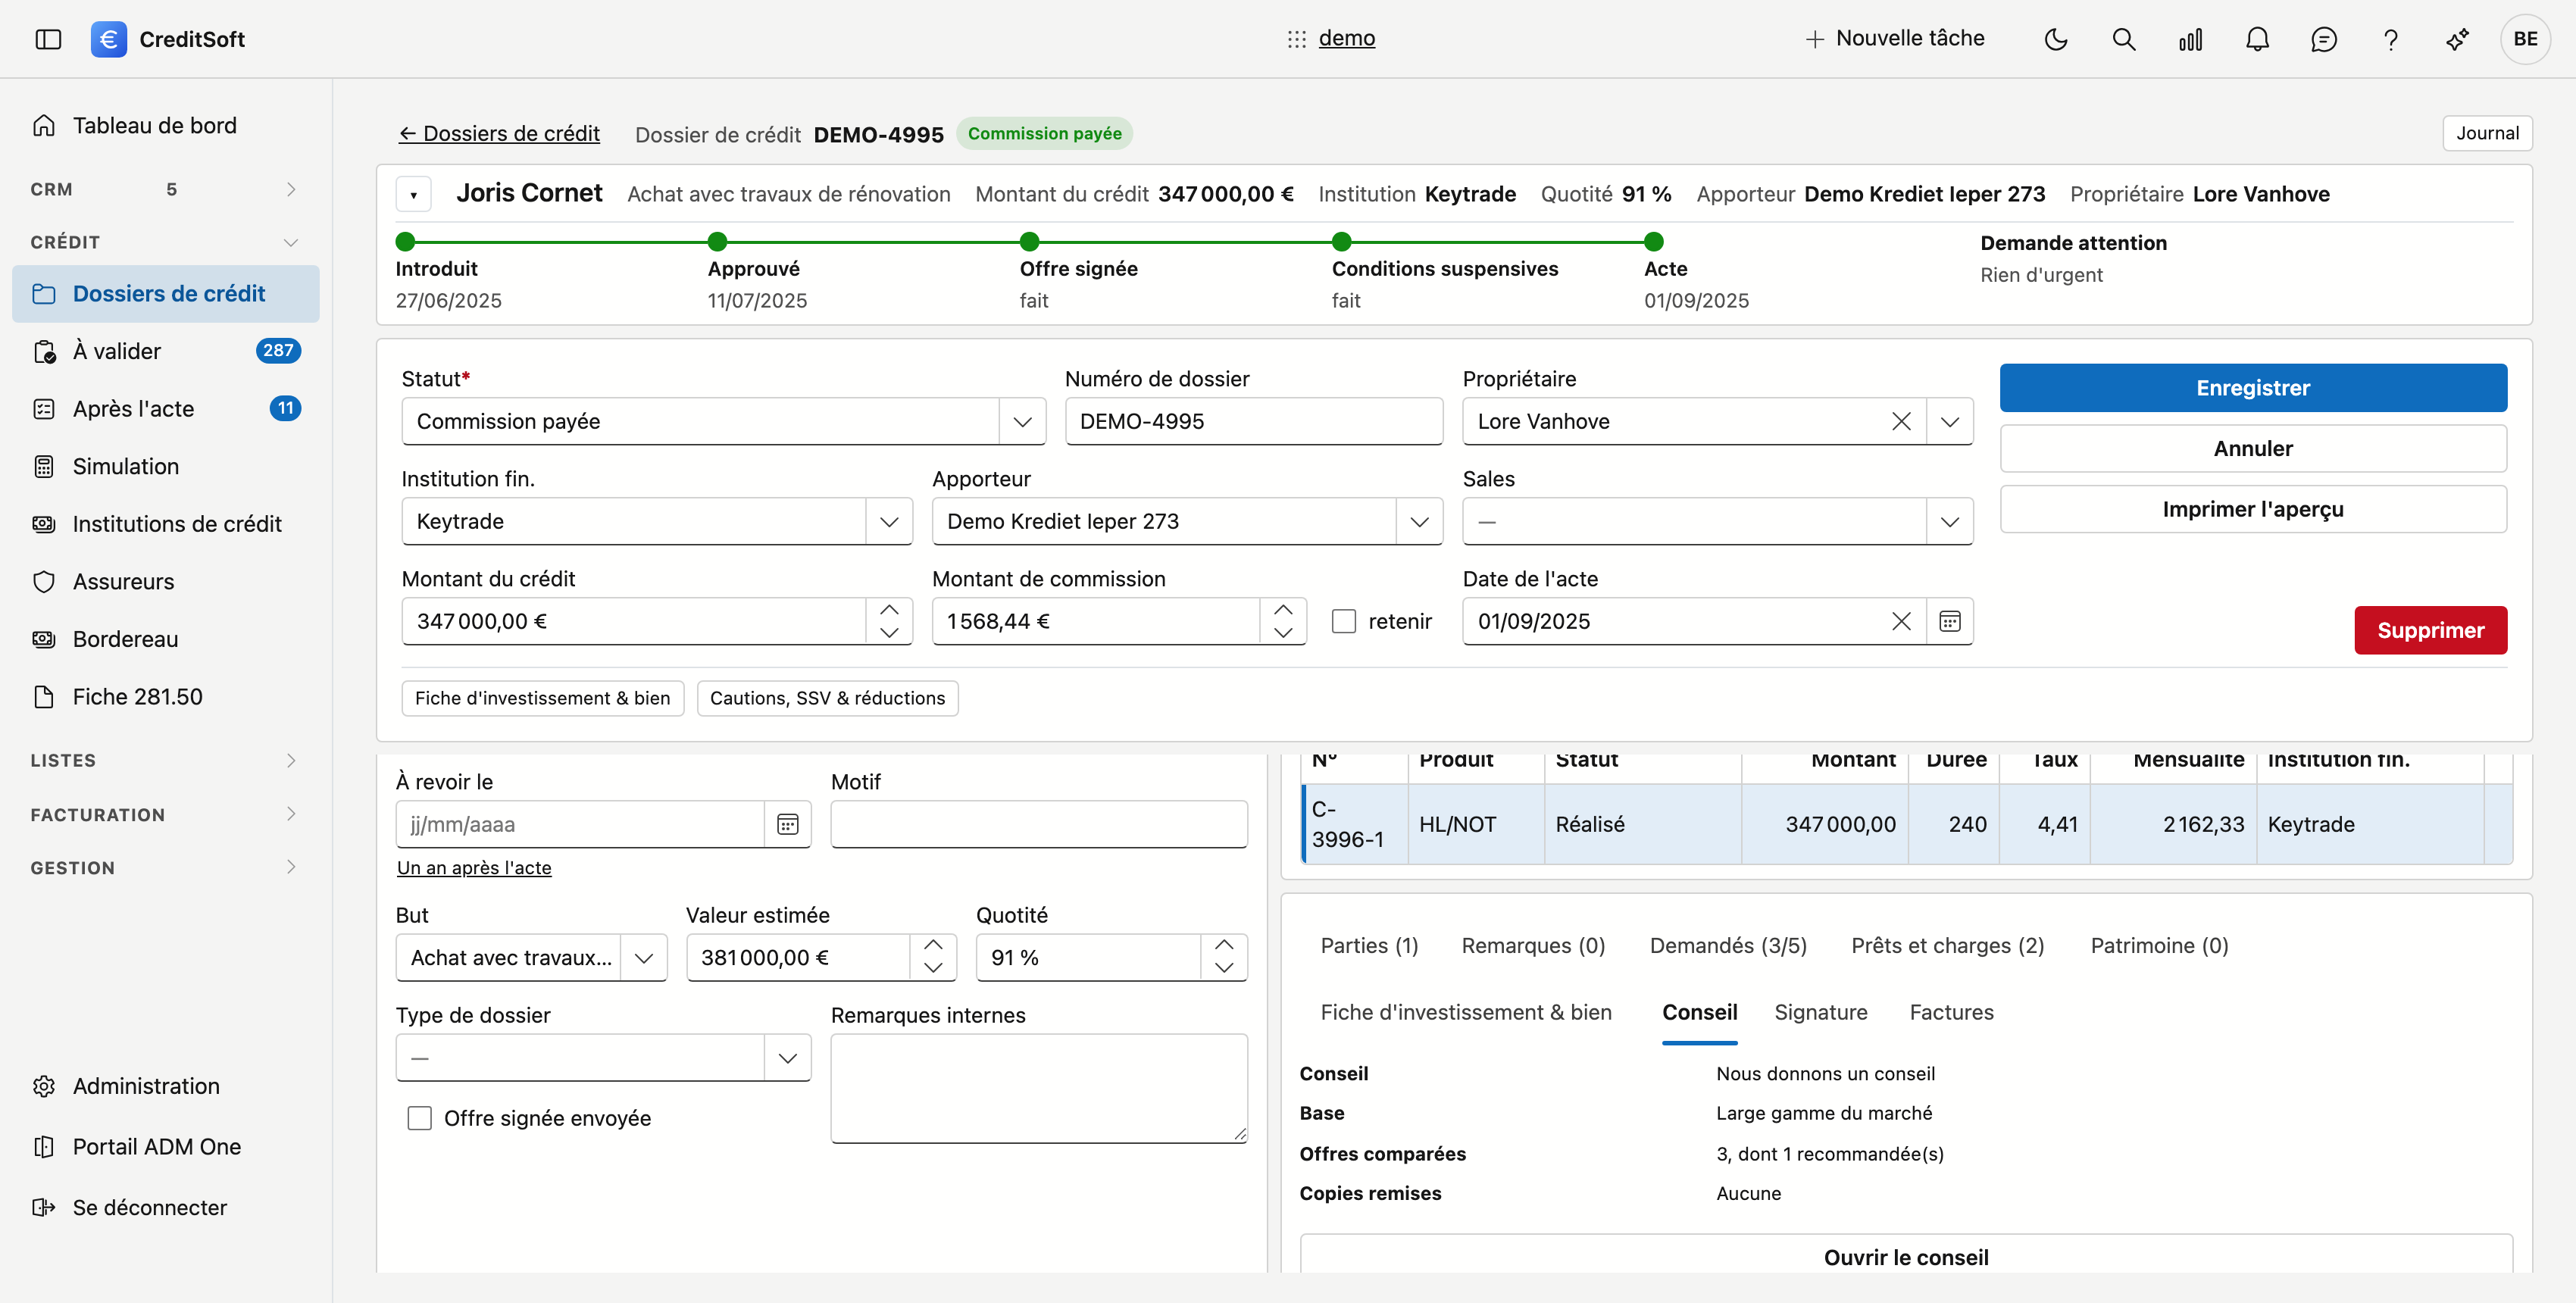 € CreditSoft
demo
Nouvelle tâche
BE
Tableau de bord
CRM 5
CRÉDIT
Dossiers de crédit
À valider 287
Après l'acte 11
Simulation
Institutions de crédit
Assureurs
Bordereau
Fiche 281.50
LISTES
FACTURATION
GESTION
Administration
Portail ADM One
Se déconnecter
← Dossiers de crédit Dossier de crédit DEMO-4995 Commission payée
Journal
Joris Cornet Achat avec travaux de rénovation Montant du crédit 347 000,00 € Institution Keytrade Quotité 91 % Apporteur Demo Krediet Ieper 273 Propriétaire Lore Vanhove
Introduit Approuvé Offre signée Conditions suspensives Acte
27/06/2025 11/07/2025 fait fait 01/09/2025
Demande attention
Rien d'urgent
Statut* Numéro de dossier Propriétaire
Commission payée DEMO-4995 Lore Vanhove
Institution fin. Apporteur Sales
Keytrade Demo Krediet Ieper 273 —
Montant du crédit Montant de commission Date de l'acte
347 000,00 € 1 568,44 € retenir 01/09/2025
Enregistrer
Annuler
Imprimer l'aperçu
Supprimer
Fiche d'investissement & bien Cautions, SSV & réductions
À revoir le Motif
jj/mm/aaaa
Un an après l'acte
But Valeur estimée Quotité
Achat avec travaux... 381 000,00 € 91 %
Type de dossier Remarques internes
—
Offre signée envoyée
N° Produit Statut Montant Durée Taux Mensualité Institution fin.
C-
3996-1 HL/NOT Réalisé 347 000,00 240 4,41 2 162,33 Keytrade
Parties (1) Remarques (0) Demandés (3/5) Prêts et charges (2) Patrimoine (0)
Fiche d'investissement & bien Conseil Signature Factures
Conseil Nous donnons un conseil
Base Large gamme du marché
Offres comparées 3, dont 1 recommandée(s)
Copies remises Aucune
Ouvrir le conseil